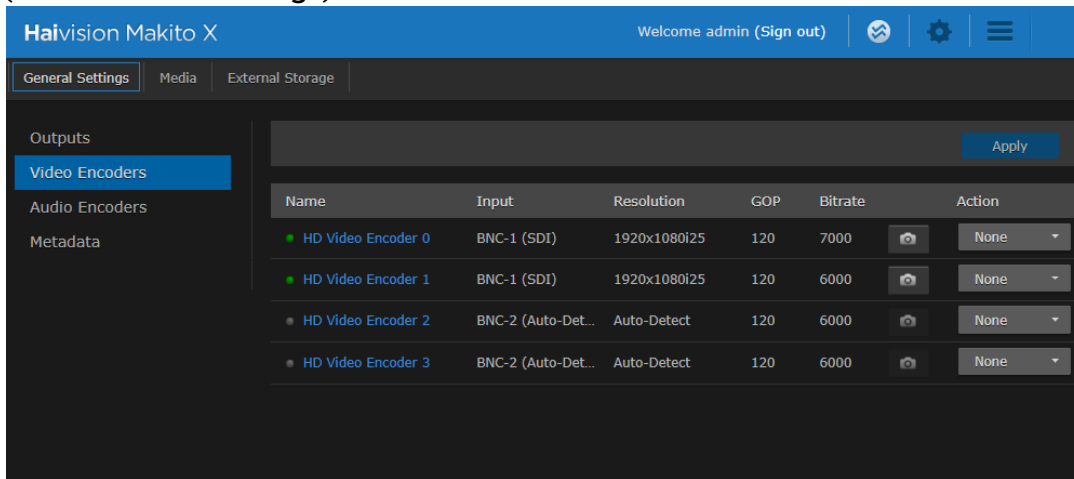 Haivision Makito X Welcome admin (Sign out)
General Settings Media External Storage
Outputs
Apply
Video Encoders
Name Input Resolution GOP Bitrate Action
Audio Encoders
HD Video Encoder 0 BNC-1 (SDI) 1920x1080i25 120 7000 None
Metadata
HD Video Encoder 1 BNC-1 (SDI) 1920x1080i25 120 6000 None
HD Video Encoder 2 BNC-2 (Auto-Det... Auto-Detect 120 6000 None
HD Video Encoder 3 BNC-2 (Auto-Det... Auto-Detect 120 6000 None